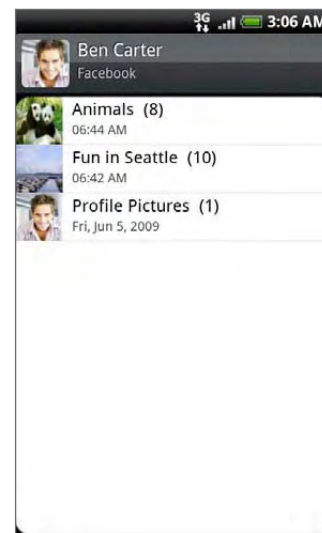 3G 3:06 AM
Ben Carter
Facebook
Animals (8)
06:44 AM
Fun in Seattle (10)
06:42 AM
Profile Pictures (1)
Fri, Jun 5, 2009